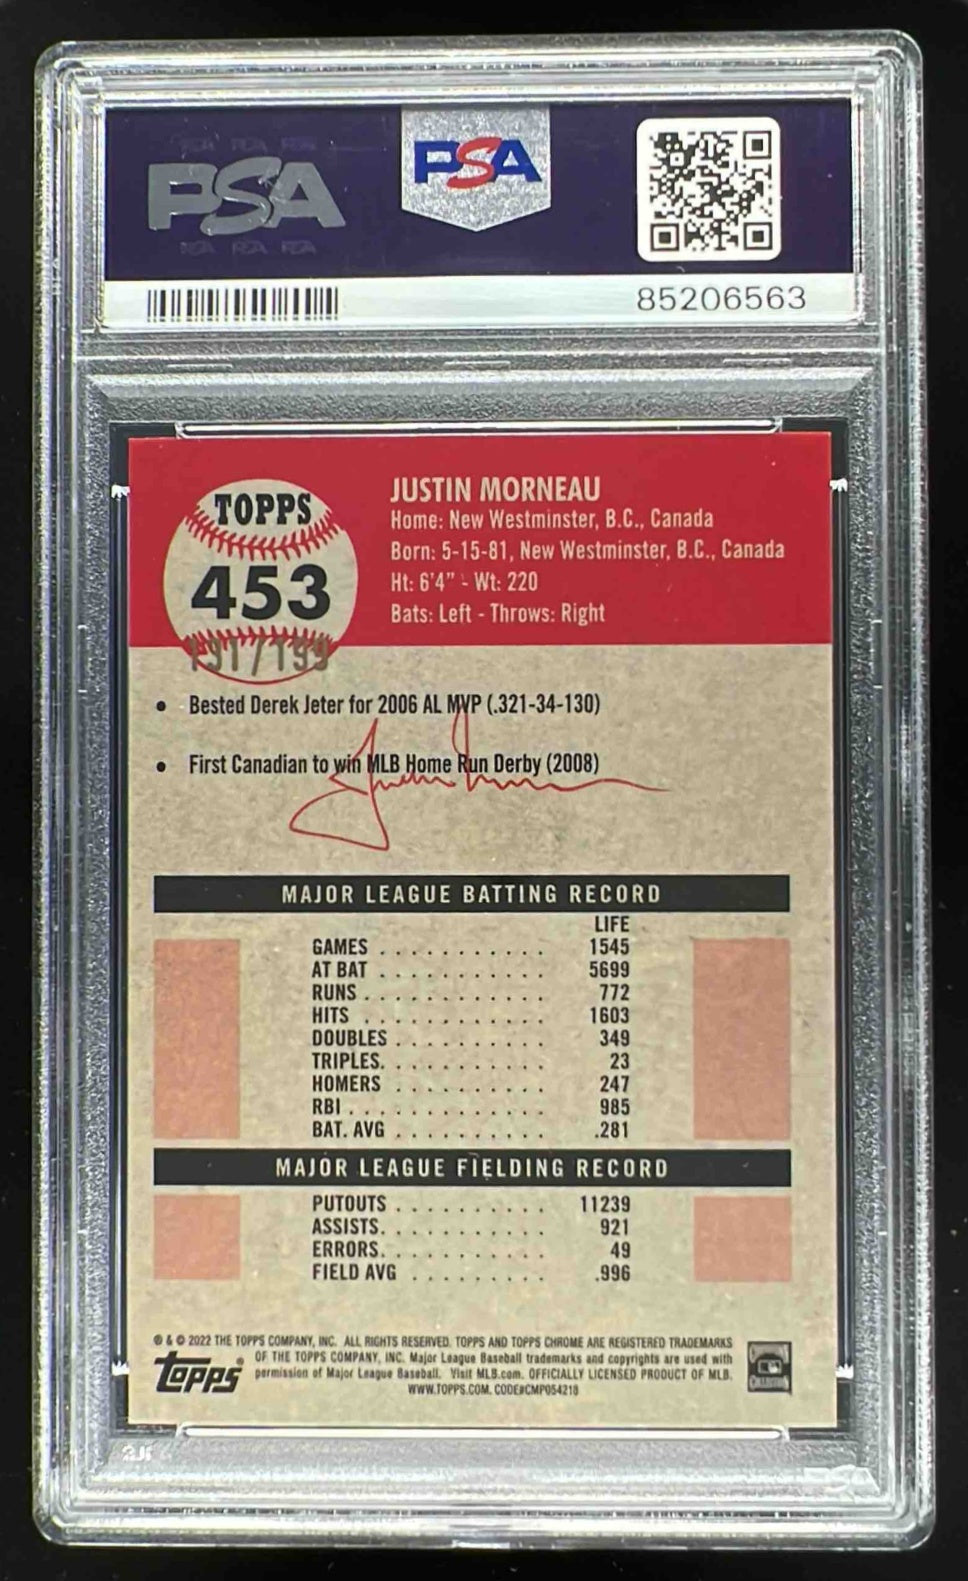 PSA
PSA
PSA PSA PSA
85206563
TOPPS
453
191/199
JUSTIN MORNEAU
Home: New Westminster, B.C., Canada
Born: 5-15-81, New Westminster, B.C., Canada
Ht: 6'4" - Wt: 220
Bats: Left - Throws: Right
• Bested Derek Jeter for 2006 AL MVP (.321-34-130)
• First Canadian to win MLB Home Run Derby (2008)
MAJOR LEAGUE BATTING RECORD
LIFE
GAMES . . . . . . . . . . . 1545
AT BAT . . . . . . . . . . . 5699
RUNS . . . . . . . . . . . . 772
HITS . . . . . . . . . . . . 1603
DOUBLES . . . . . . . . . . 349
TRIPLES. . . . . . . . . . . 23
HOMERS . . . . . . . . . . 247
RBI . . . . . . . . . . . . . 985
BAT. AVG . . . . . . . . . . .281
MAJOR LEAGUE FIELDING RECORD
PUTOUTS . . . . . . . . . . 11239
ASSISTS. . . . . . . . . . . 921
ERRORS. . . . . . . . . . . 49
FIELD AVG . . . . . . . . . .996
® & © 2022 THE TOPPS COMPANY, INC. ALL RIGHTS RESERVED. TOPPS AND TOPPS CHROME ARE REGISTERED TRADEMARKS
OF THE TOPPS COMPANY, INC. Major League Baseball trademarks and copyrights are used with
permission of Major League Baseball. Visit MLB.com. OFFICIALLY LICENSED PRODUCT OF MLB.
WWW.TOPPS.COM. CODE#CMP054218
Topps®